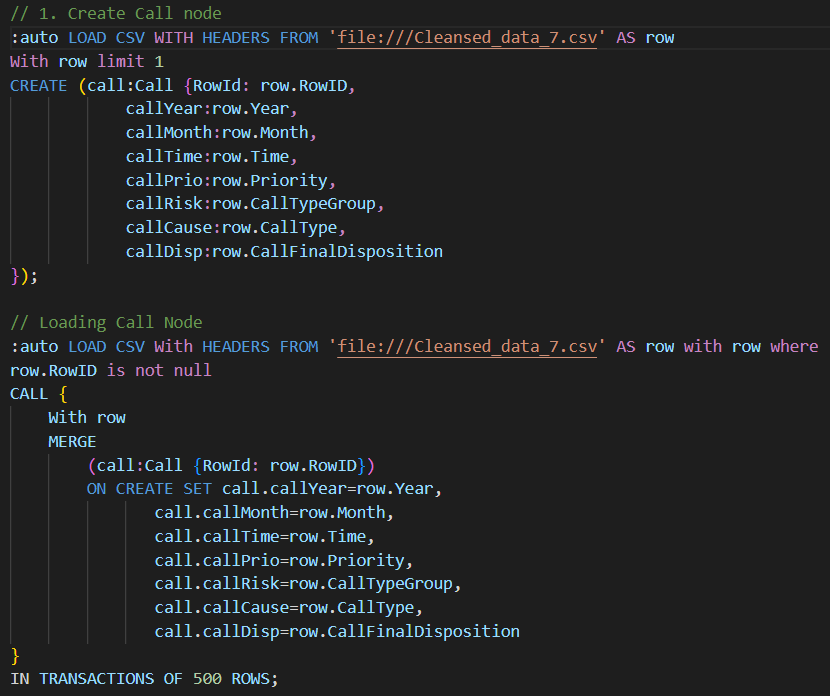 // 1. Create Call node
:auto LOAD CSV WITH HEADERS FROM 'file:///Cleansed_data_7.csv' AS row
With row limit 1
CREATE (call:Call {RowId: row.RowID,
callYear:row.Year,
callMonth:row.Month,
callTime:row.Time,
callPrio:row.Priority,
callRisk:row.CallTypeGroup,
callCause:row.CallType,
callDisp:row.CallFinalDisposition
});
// Loading Call Node
:auto LOAD CSV With HEADERS FROM 'file:///Cleansed_data_7.csv' AS row with row where
row.RowID is not null
CALL {
With row
MERGE
(call:Call {RowId: row.RowID})
ON CREATE SET call.callYear=row.Year,
call.callMonth=row.Month,
call.callTime=row.Time,
call.callPrio=row.Priority,
call.callRisk=row.CallTypeGroup,
call.callCause=row.CallType,
call.callDisp=row.CallFinalDisposition
}
IN TRANSACTIONS OF 500 ROWS;